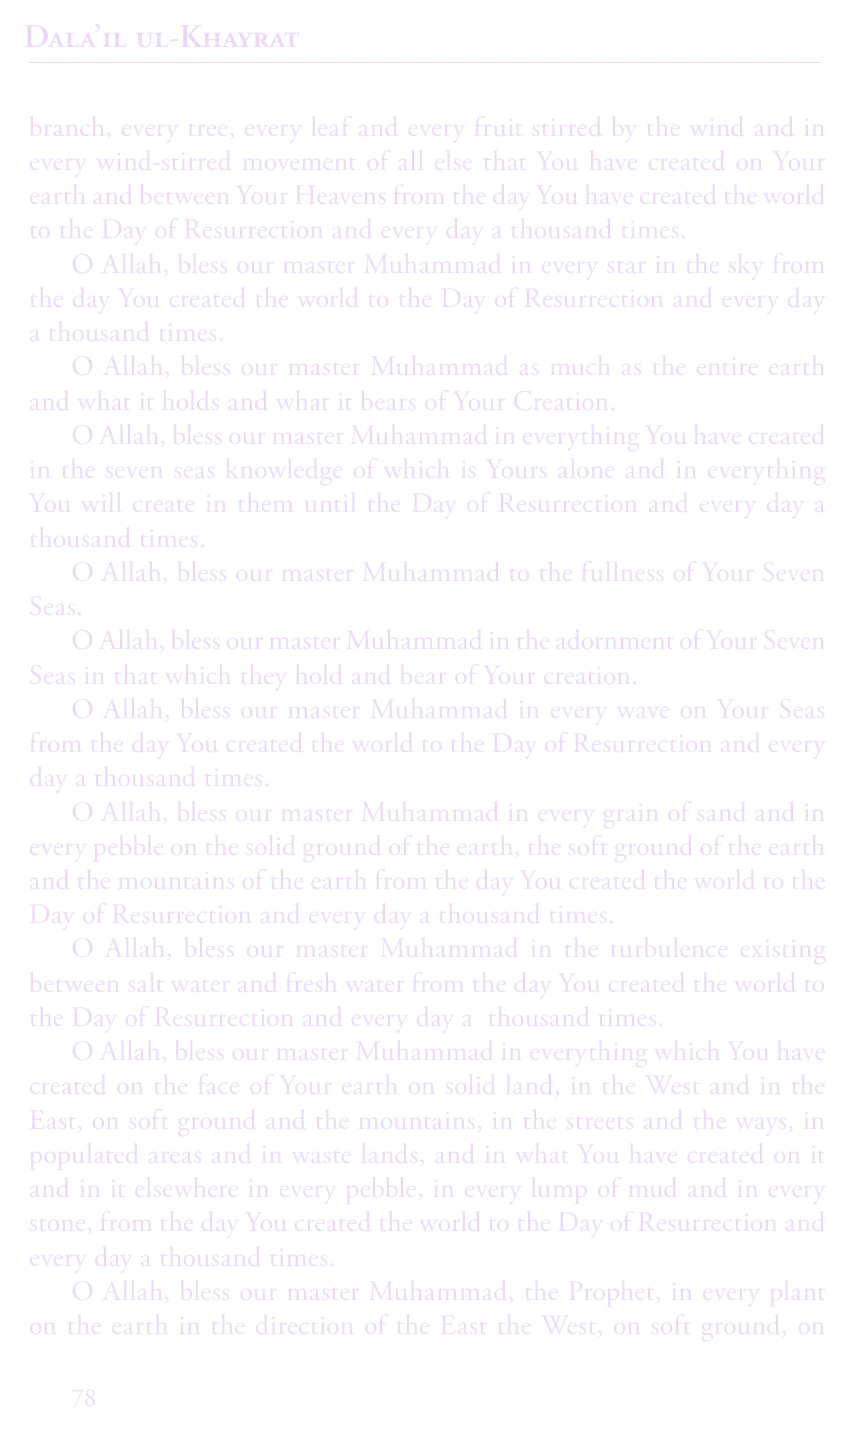 Dala'il ul-Khayrat
branch, every tree, every leaf and every fruit stirred by the wind and in
every wind-stirred movement of all else that You have created on Your
earth and between Your Heavens from the day You have created the world
to the Day of Resurrection and every day a thousand times.
O Allah, bless our master Muhammad in every star in the sky from
the day You created the world to the Day of Resurrection and every day
a thousand times.
O Allah, bless our master Muhammad as much as the entire earth
and what it holds and what it bears of Your Creation.
O Allah, bless our master Muhammad in everything You have created
in the seven seas knowledge of which is Yours alone and in everything
You will create in them until the Day of Resurrection and every day a
thousand times.
O Allah, bless our master Muhammad to the fullness of Your Seven
Seas.
O Allah, bless our master Muhammad in the adornment of Your Seven
Seas in that which they hold and bear of Your creation.
O Allah, bless our master Muhammad in every wave on Your Seas
from the day You created the world to the Day of Resurrection and every
day a thousand times.
O Allah, bless our master Muhammad in every grain of sand and in
every pebble on the solid ground of the earth, the soft ground of the earth
and the mountains of the earth from the day You created the world to the
Day of Resurrection and every day a thousand times.
O Allah, bless our master Muhammad in the turbulence existing
between salt water and fresh water from the day You created the world to
the Day of Resurrection and every day a  thousand times.
O Allah, bless our master Muhammad in everything which You have
created on the face of Your earth on solid land, in the West and in the
East, on soft ground and the mountains, in the streets and the ways, in
populated areas and in waste lands, and in what You have created on it
and in it elsewhere in every pebble, in every lump of mud and in every
stone, from the day You created the world to the Day of Resurrection and
every day a thousand times.
O Allah, bless our master Muhammad, the Prophet, in every plant
on the earth in the direction of the East the West, on soft ground, on
78